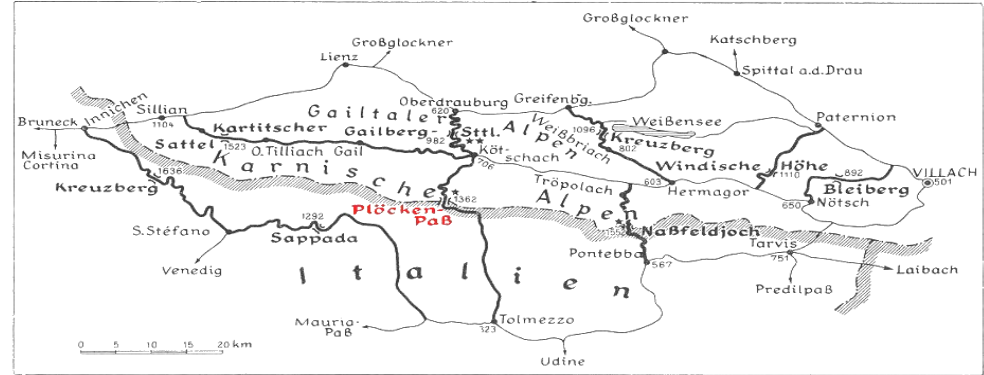 Großglockner
Katschberg
Großglockner
Lienz
Spittal a.d. Drau
Innichen
Sillian
1104
Bruneck
Misurina
Cortina
Gailtaler
Alpen
Oberdrauburg
620
Greifenbg.
Weißbriach
Weißensee
Paternion
Kartitscher
Sattel
1523
O.Tilliach
Gail
Gailberg-
Sttl.
982
Köt-
schach
706
1096
Kreuzberg
802
Windische Höhe
1110
892
Bleiberg
VILLACH
501
Kreuzberg
1636
Karnische
Alpen
1362
Plöcken-
Paß
Tröpolach
603
Hermagor
650
Nötsch
S.Stéfano
1292
Sappada
Venedig
Naßfeldjoch
Pontebba
567
Tarvis
751
Laibach
Predilpaß
Italien
Mauria-
Paß
323
Tolmezzo
Udine
0 5 10 15 20 km